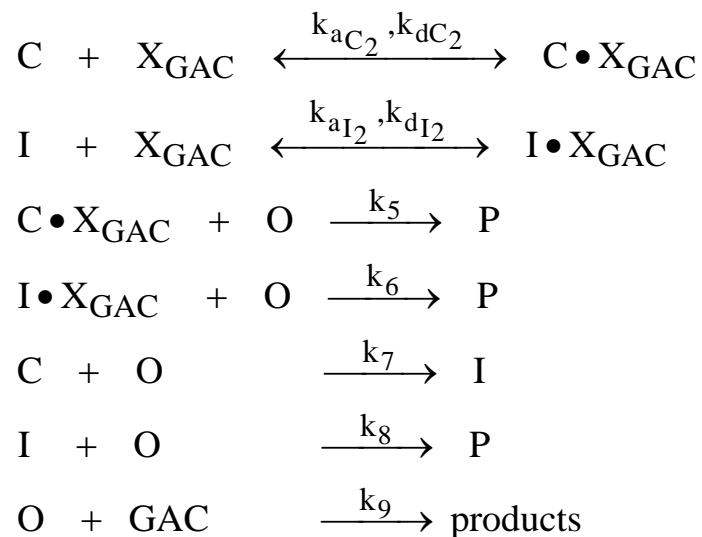 C + X_GAC <--k_aC2 ,k_dC2--> C • X_GAC
I + X_GAC <--k_aI2 ,k_dI2--> I • X_GAC
C • X_GAC + O --k_5--> P
I • X_GAC + O --k_6--> P
C + O --k_7--> I
I + O --k_8--> P
O + GAC --k_9--> products